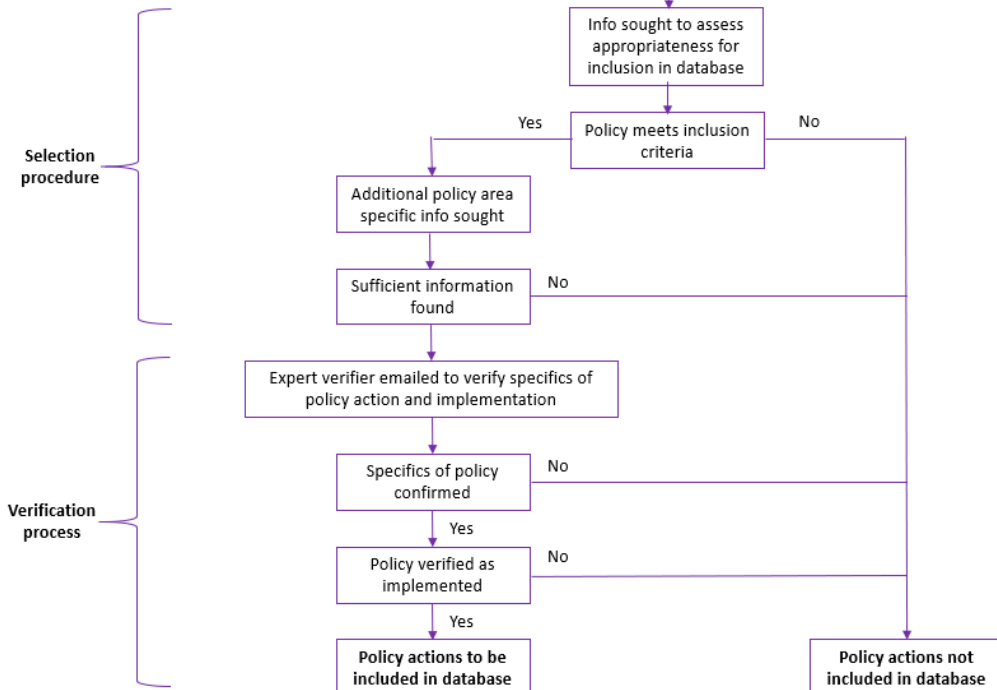 Info sought to assess
appropriateness for
inclusion in database
Yes
No
Policy meets inclusion
criteria
Selection
procedure
Additional policy area
specific info sought
Sufficient information
found
No
Expert verifier emailed to verify specifics of
policy action and implementation
Specifics of policy
confirmed
No
Verification
process
Yes
Policy verified as
implemented
No
Yes
Policy actions to be
included in database
Policy actions not
included in database